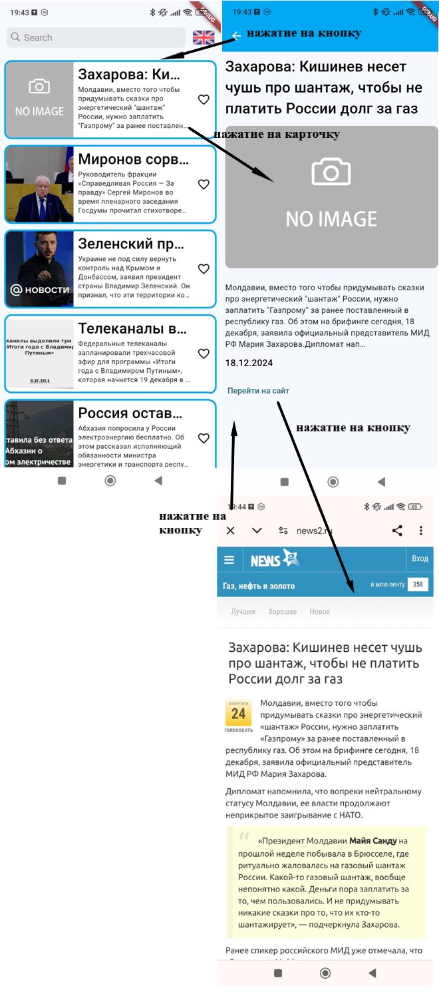 19:43
DEBUG
Search
Захарова: Ки...
Молдавии, вместо того чтобы
придумывать сказки про
энергетический "шантаж"
России, нужно заплатить
"Газпрому" за ранее поставлен...
NO IMAGE
Миронов сорв...
Руководитель фракции
«Справедливая Россия — За
правду» Сергей Миронов во
время пленарного заседания
Госдумы прочитал стихотворе...
Зеленский пр...
Украине не под силу вернуть
контроль над Крымом и
Донбассом, заявил президент
страны Владимир Зеленский. Он
признал, что эти территории ко...
@ НОВОСТИ
Телеканалы в...
Федеральные телеканалы
запланировали трехчасовой
эфир для программы «Итоги
года с Владимиром Путиным»,
которая начнется 19 декабря в ...
каналы выделили три
Итоги года с Владимир
Путиным»
ВЗГЛЯД
Россия остав...
Абхазия попросила у России
электроэнергию бесплатно. Об
этом рассказал исполняющий
обязанности министра
энергетики и транспорта респу...
ставила без ответа
Абхазии о
ом электричестве
19:43
DEBUG
нажатие на кнопку
Захарова: Кишинев несет
чушь про шантаж, чтобы не
платить России долг за газ
нажатие на карточку
NO IMAGE
Молдавии, вместо того чтобы придумывать сказки
про энергетический "шантаж" России, нужно
заплатить "Газпрому" за ранее поставленный в
республику газ. Об этом на брифинге сегодня, 18
декабря, заявила официальный представитель МИД
РФ Мария Захарова.Дипломат нап...
18.12.2024
Перейти на сайт
нажатие на кнопку
нажатие на
кнопку
19:44
69
news2.ru
NEWS 2
Вход
Газ, нефть и золото
в мою ленту
358
Лучшее Хорошее Новое
Захарова: Кишинев несет чушь
про шантаж, чтобы не платить
России долг за газ
отметили
24
голосовать
Молдавии, вместо того чтобы
придумывать сказки про энергетический
«шантаж» России, нужно заплатить
«Газпрому» за ранее поставленный в
республику газ. Об этом на брифинге сегодня, 18
декабря, заявила официальный представитель
МИД РФ Мария Захарова.
Дипломат напомнила, что вопреки нейтральному
статусу Молдавии, ее власти продолжают
неприкрытое заигрывание с НАТО.
«Президент Молдавии Майя Санду на
прошлой неделе побывала в Брюсселе, где
ритуально жаловалась на газовый шантаж
России. Какой-то газовый шантаж, вообще
непонятно какой. Деньги пора заплатить за
то, чем пользовались. И не придумывать
никакие сказки про то, что их кто-то
шантажирует», — подчеркнула Захарова.
Ранее спикер российского МИД уже отмечала, что